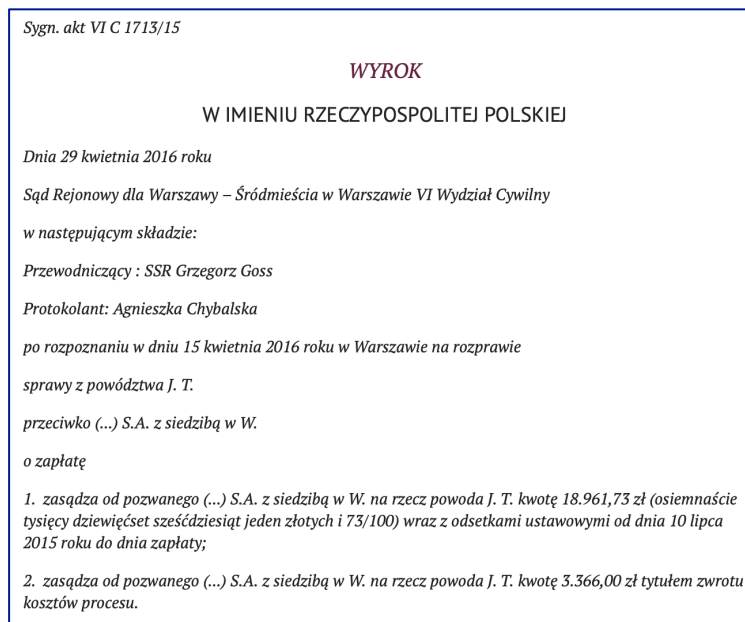 Sygn. akt VI C 1713/15
WYROK
W IMIENIU RZECZYPOSPOLITEJ POLSKIEJ
Dnia 29 kwietnia 2016 roku
Sąd Rejonowy dla Warszawy – Śródmieścia w Warszawie VI Wydział Cywilny
w następującym składzie:
Przewodniczący : SSR Grzegorz Goss
Protokolant: Agnieszka Chybalska
po rozpoznaniu w dniu 15 kwietnia 2016 roku w Warszawie na rozprawie
sprawy z powództwa J. T.
przeciwko (...) S.A. z siedzibą w W.
o zapłatę
1. zasądza od pozwanego (...) S.A. z siedzibą w W. na rzecz powoda J. T. kwotę 18.961,73 zł (osiemnaście
tysięcy dziewięćset sześćdziesiąt jeden złotych i 73/100) wraz z odsetkami ustawowymi od dnia 10 lipca
2015 roku do dnia zapłaty;
2. zasądza od pozwanego (...) S.A. z siedzibą w W. na rzecz powoda J. T. kwotę 3.366,00 zł tytułem zwrotu
kosztów procesu.